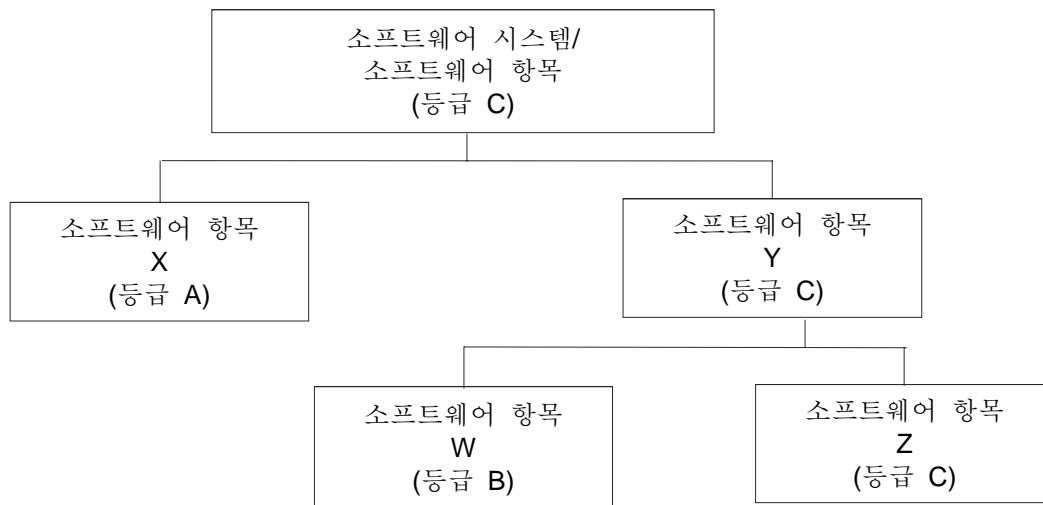 소프트웨어 시스템/
소프트웨어 항목
(등급 C)
소프트웨어 항목
X
(등급 A)
소프트웨어 항목
Y
(등급 C)
소프트웨어 항목
W
(등급 B)
소프트웨어 항목
Z
(등급 C)